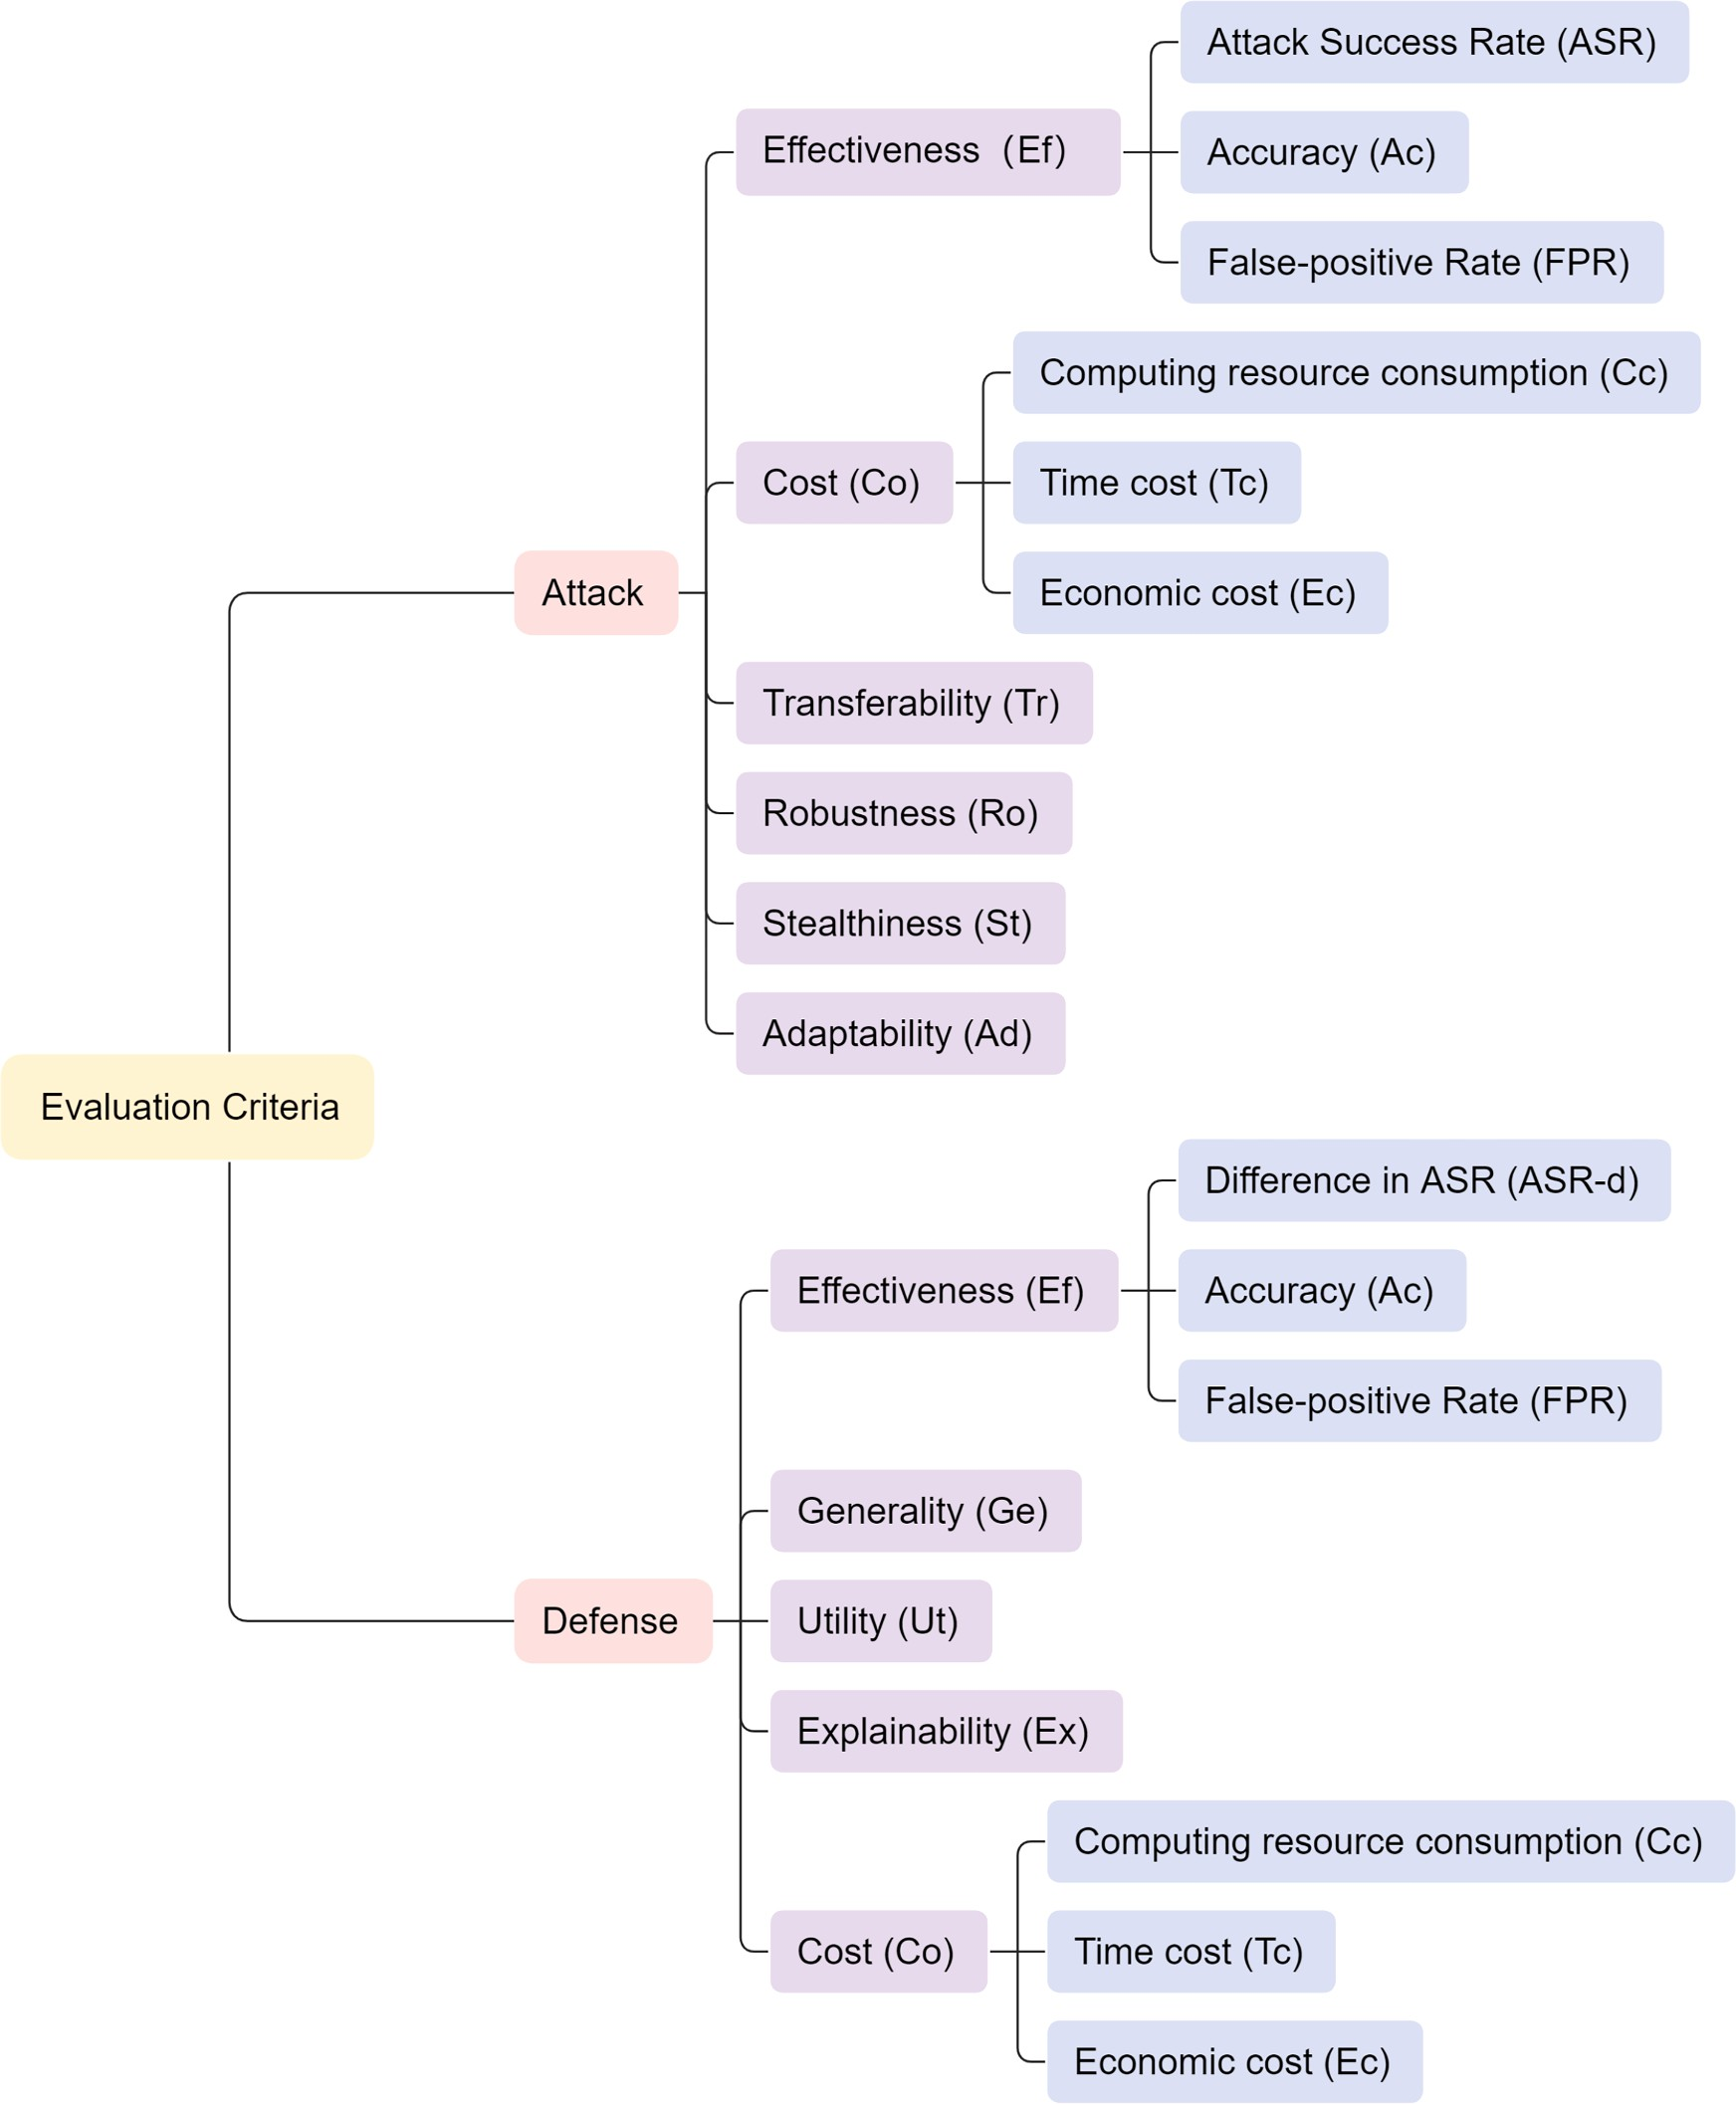 Attack Success Rate (ASR)
Effectiveness (Ef)
Accuracy (Ac)
False-positive Rate (FPR)
Computing resource consumption (Cc)
Cost (Co)
Time cost (Tc)
Attack
Economic cost (Ec)
Transferability (Tr)
Robustness (Ro)
Stealthiness (St)
Adaptability (Ad)
Evaluation Criteria
Difference in ASR (ASR-d)
Effectiveness (Ef)
Accuracy (Ac)
False-positive Rate (FPR)
Generality (Ge)
Defense
Utility (Ut)
Explainability (Ex)
Computing resource consumption (Cc)
Cost (Co)
Time cost (Tc)
Economic cost (Ec)